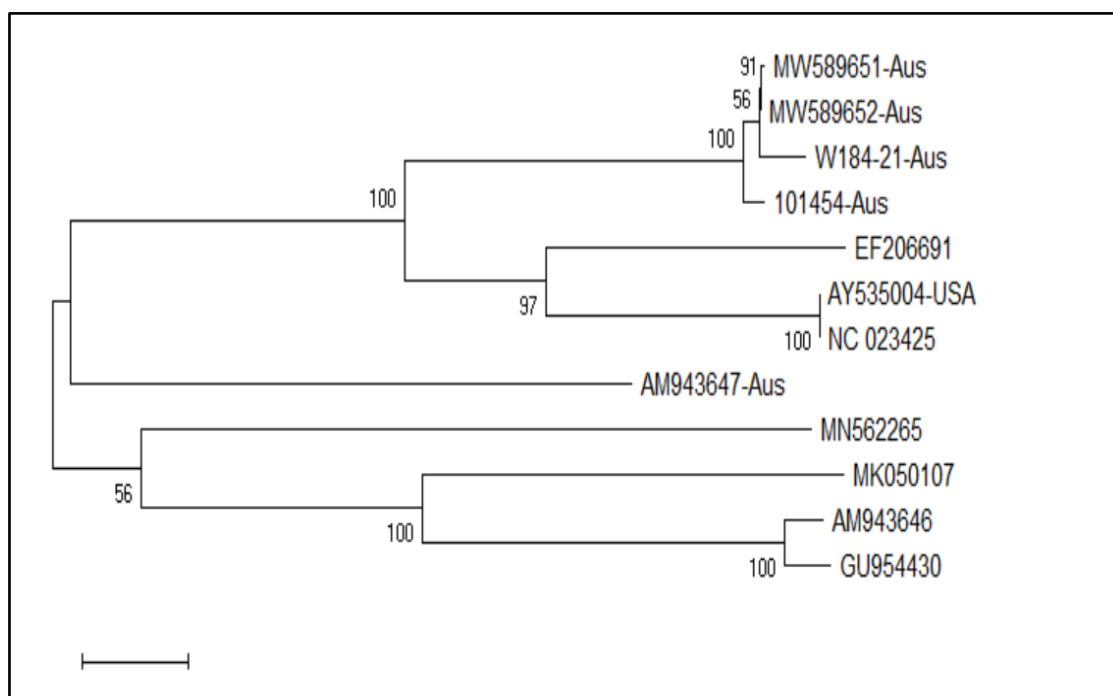 91 MW589651-Aus
56 MW589652-Aus
100 W184-21-Aus
100 101454-Aus
EF206691
97 AY535004-USA
100 NC 023425
AM943647-Aus
MN562265
56 MK050107
100 AM943646
100 GU954430